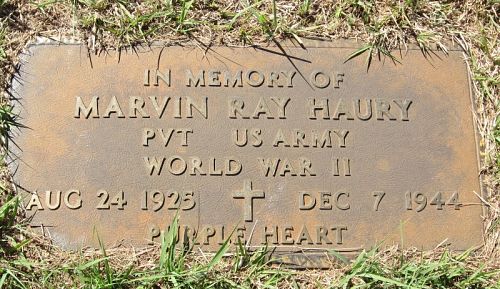 IN MEMORY OF
MARVIN RAY HAURY
PVT US ARMY
WORLD WAR II
AUG 24 1925 DEC 7 1944
PURPLE HEART